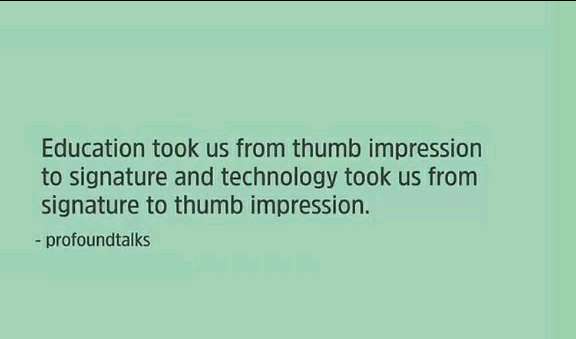 Education took us from thumb impression
to signature and technology took us from
signature to thumb impression.
- profoundtalks